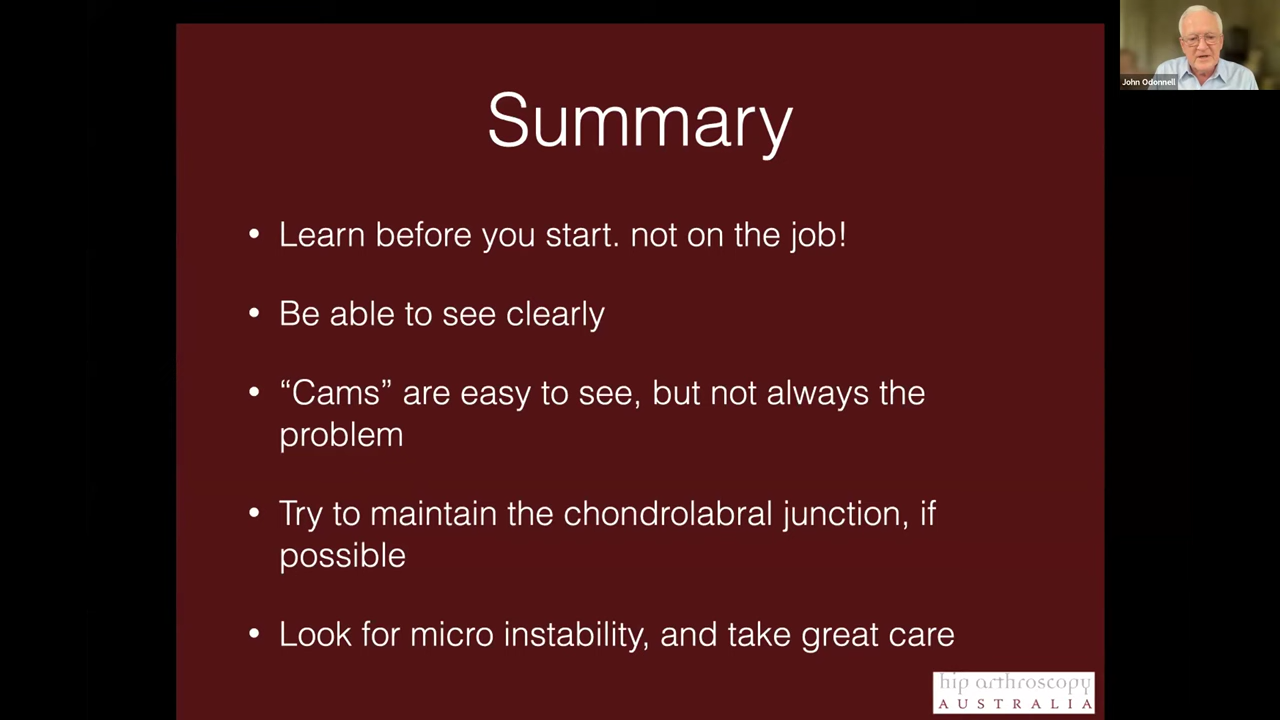 John Odonnell
Summary
• Learn before you start. not on the job!
• Be able to see clearly
• “Cams” are easy to see, but not always the
problem
• Try to maintain the chondrolabral junction, if
possible
• Look for micro instability, and take great care
hip arthroscopy
AUSTRALIA